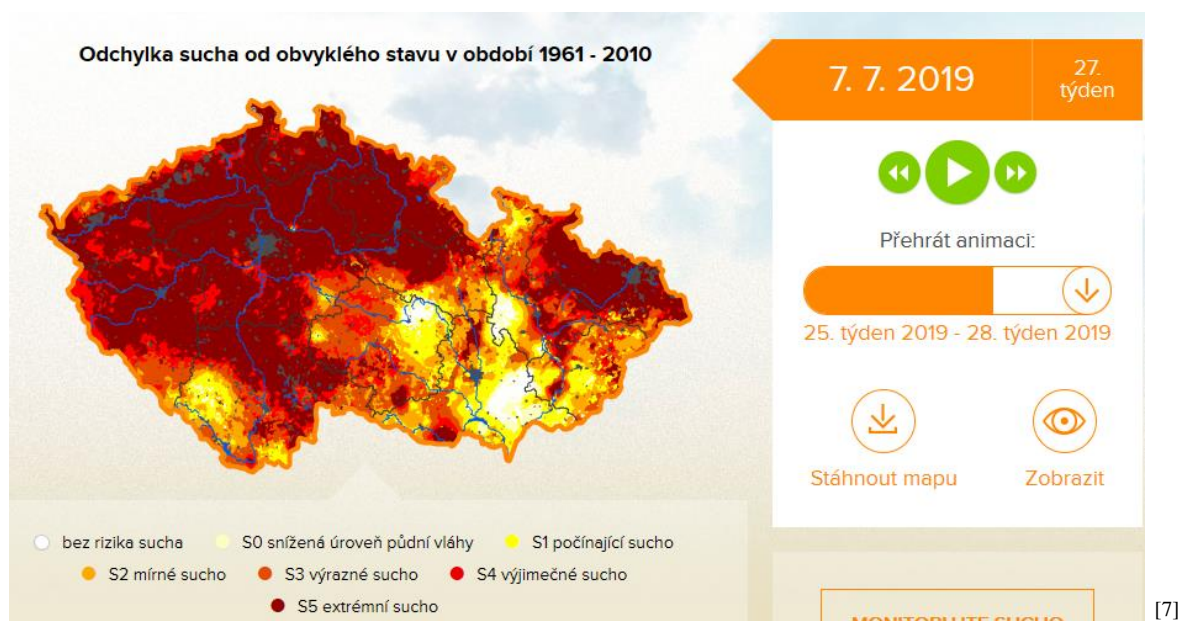 Odchylka sucha od obvyklého stavu v období 1961 - 2010
7. 7. 2019
27.
týden
Přehrát animaci:
25. týden 2019 - 28. týden 2019
Stáhnout mapu
Zobrazit
bez rizika sucha
S0 snížená úroveň půdní vláhy
S1 počínající sucho
S2 mírné sucho
S3 výrazné sucho
S4 výjimečné sucho
S5 extrémní sucho
MONITORUJTE SUCHO
[7]